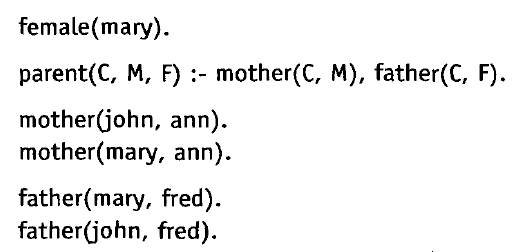 female(mary).
parent(C, M, F) :- mother(C, M), father(C, F).
mother(john, ann).
mother(mary, ann).
father(mary, fred).
father(john, fred).